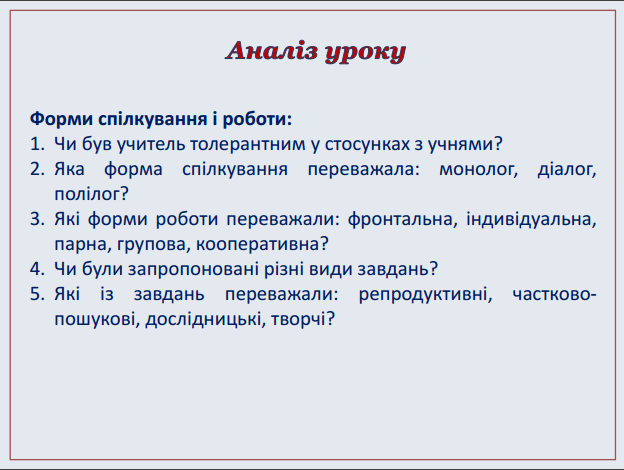 Аналіз уроку
Форми спілкування і роботи:
1. Чи був учитель толерантним у стосунках з учнями?
2. Яка форма спілкування переважала: монолог, діалог,
полілог?
3. Які форми роботи переважали: фронтальна, індивідуальна,
парна, групова, кооперативна?
4. Чи були запропоновані різні види завдань?
5. Які із завдань переважали: репродуктивні, частково-
пошукові, дослідницькі, творчі?